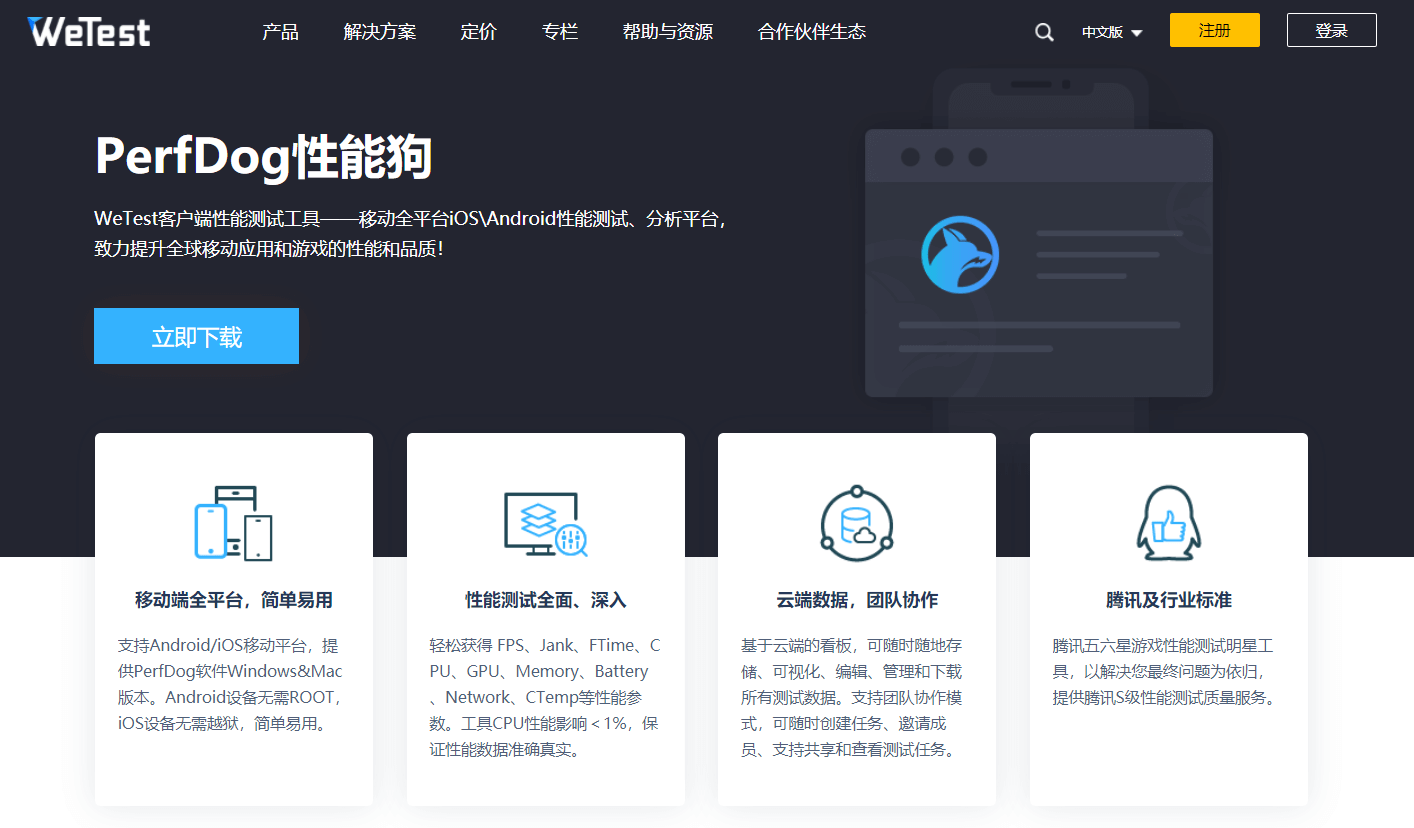 WeTest
产品
解决方案
定价
专栏
帮助与资源
合作伙伴生态
中文版
注册
登录
PerfDog性能狗
WeTest客户端性能测试工具——移动全平台iOS\Android性能测试、分析平台，
致力提升全球移动应用和游戏的性能和品质！
立即下载
移动端全平台，简单易用
支持Android/iOS移动平台，提
供PerfDog软件Windows&Mac
版本。Android设备无需ROOT，
iOS设备无需越狱，简单易用。
性能测试全面、深入
轻松获得 FPS、Jank、FTime、C
PU、GPU、Memory、Battery
、Network、CTemp等性能参
数。工具CPU性能影响＜1%，保
证性能数据准确真实。
云端数据，团队协作
基于云端的看板，可随时随地存
储、可视化、编辑、管理和下载
所有测试数据。支持团队协作模
式，可随时创建任务、邀请成
员、支持共享和查看测试任务。
腾讯及行业标准
腾讯五六星游戏性能测试明星工
具，以解决您最终问题为依归，
提供腾讯S级性能测试质量服务。